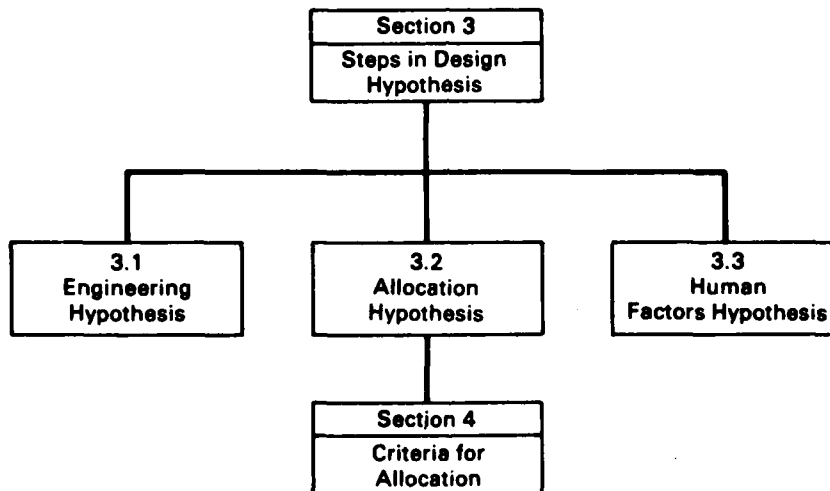 Section 3
Steps in Design
Hypothesis
3.1
Engineering
Hypothesis
3.2
Allocation
Hypothesis
3.3
Human
Factors Hypothesis
Section 4
Criteria for
Allocation